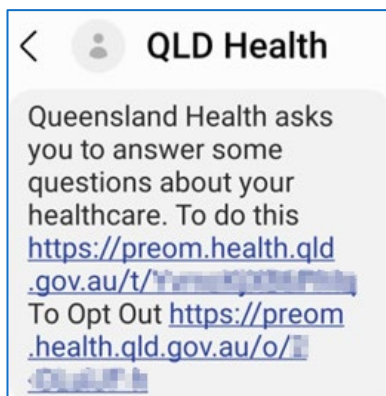 QLD Health
Queensland Health asks
you to answer some
questions about your
healthcare. To do this
https://preom.health.qld
.gov.au/t/
To Opt Out https://preom
.health.qld.gov.au/o/